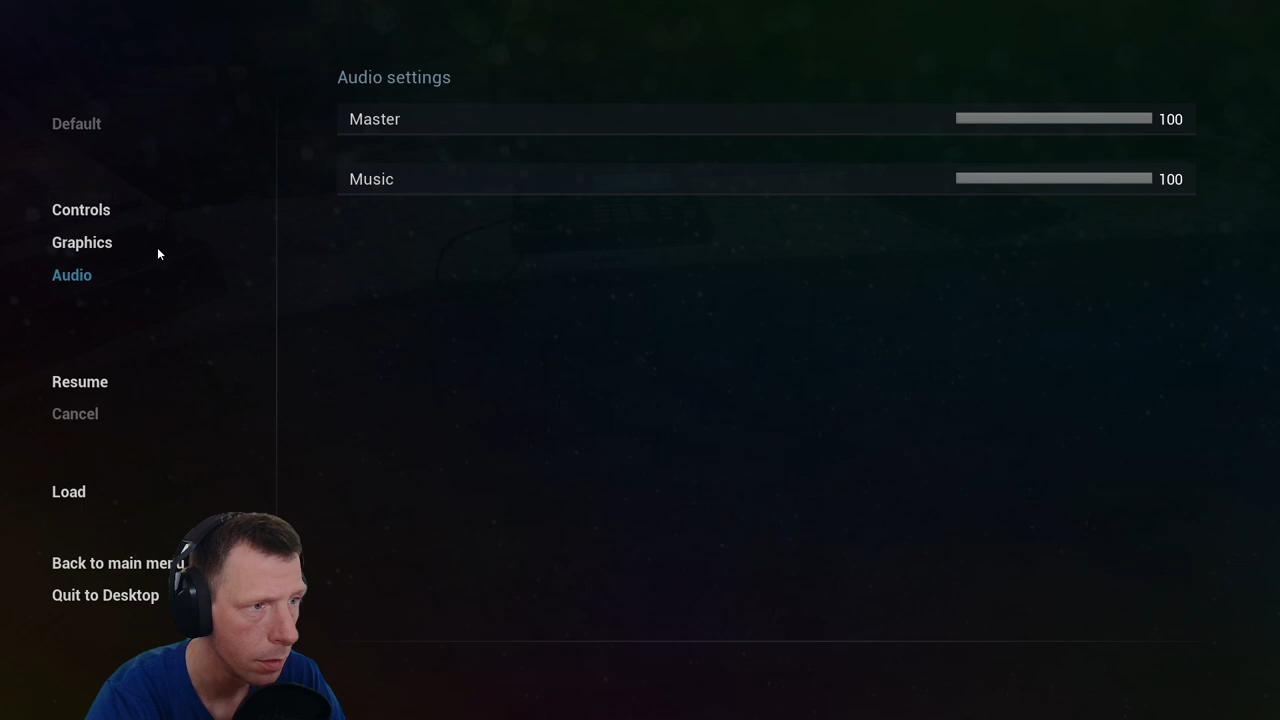 Audio settings
Default
Master 100
Music 100
Controls
Graphics
Audio
Resume
Cancel
Load
Back to main menu
Quit to Desktop